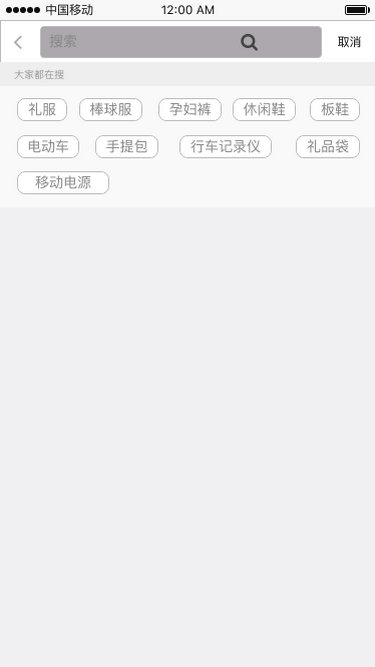 中国移动 12:00 AM
搜索 取消
大家都在搜
礼服 棒球服 孕妇裤 休闲鞋 板鞋
电动车 手提包 行车记录仪 礼品袋
移动电源